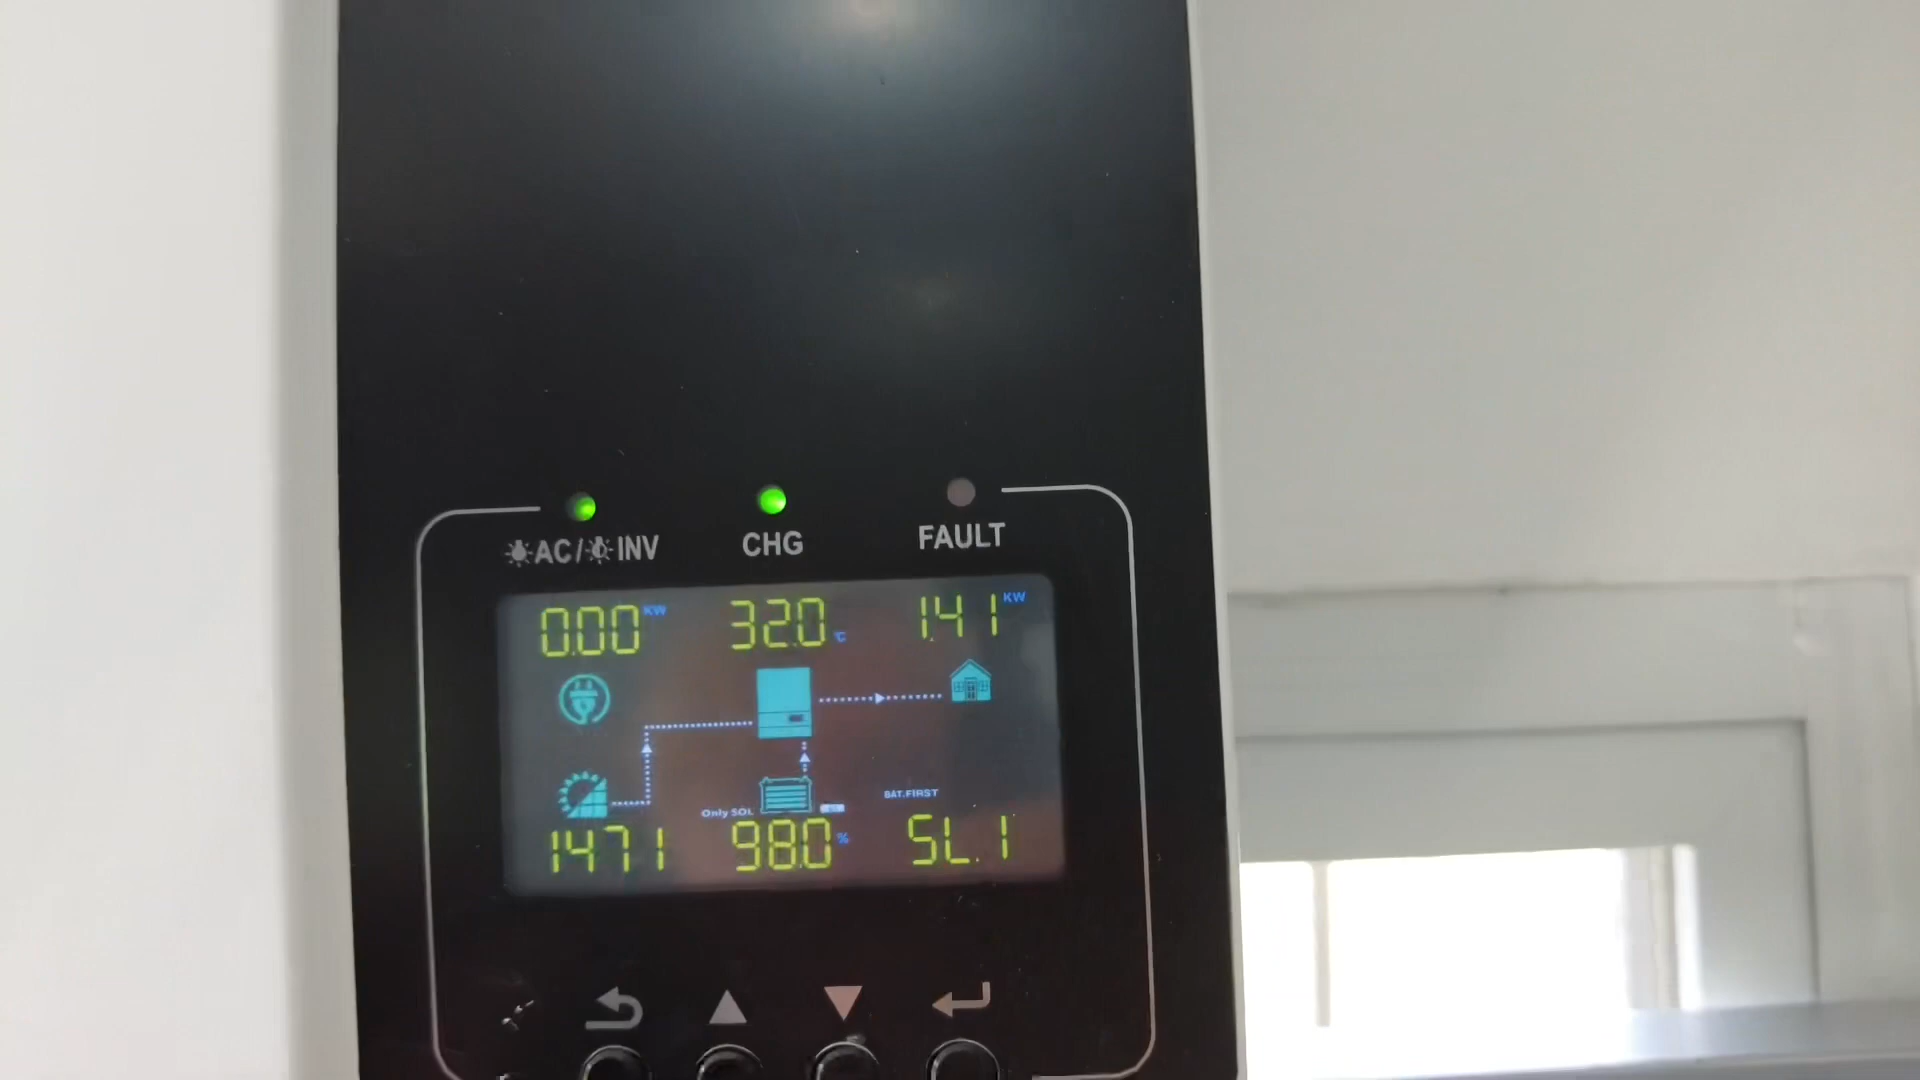 AC/ INV CHG FAULT
0.00 KW 32.0 ℃ 1.41 KW
Only SOL BAT.FIRST
1471 98.0 % SL.1